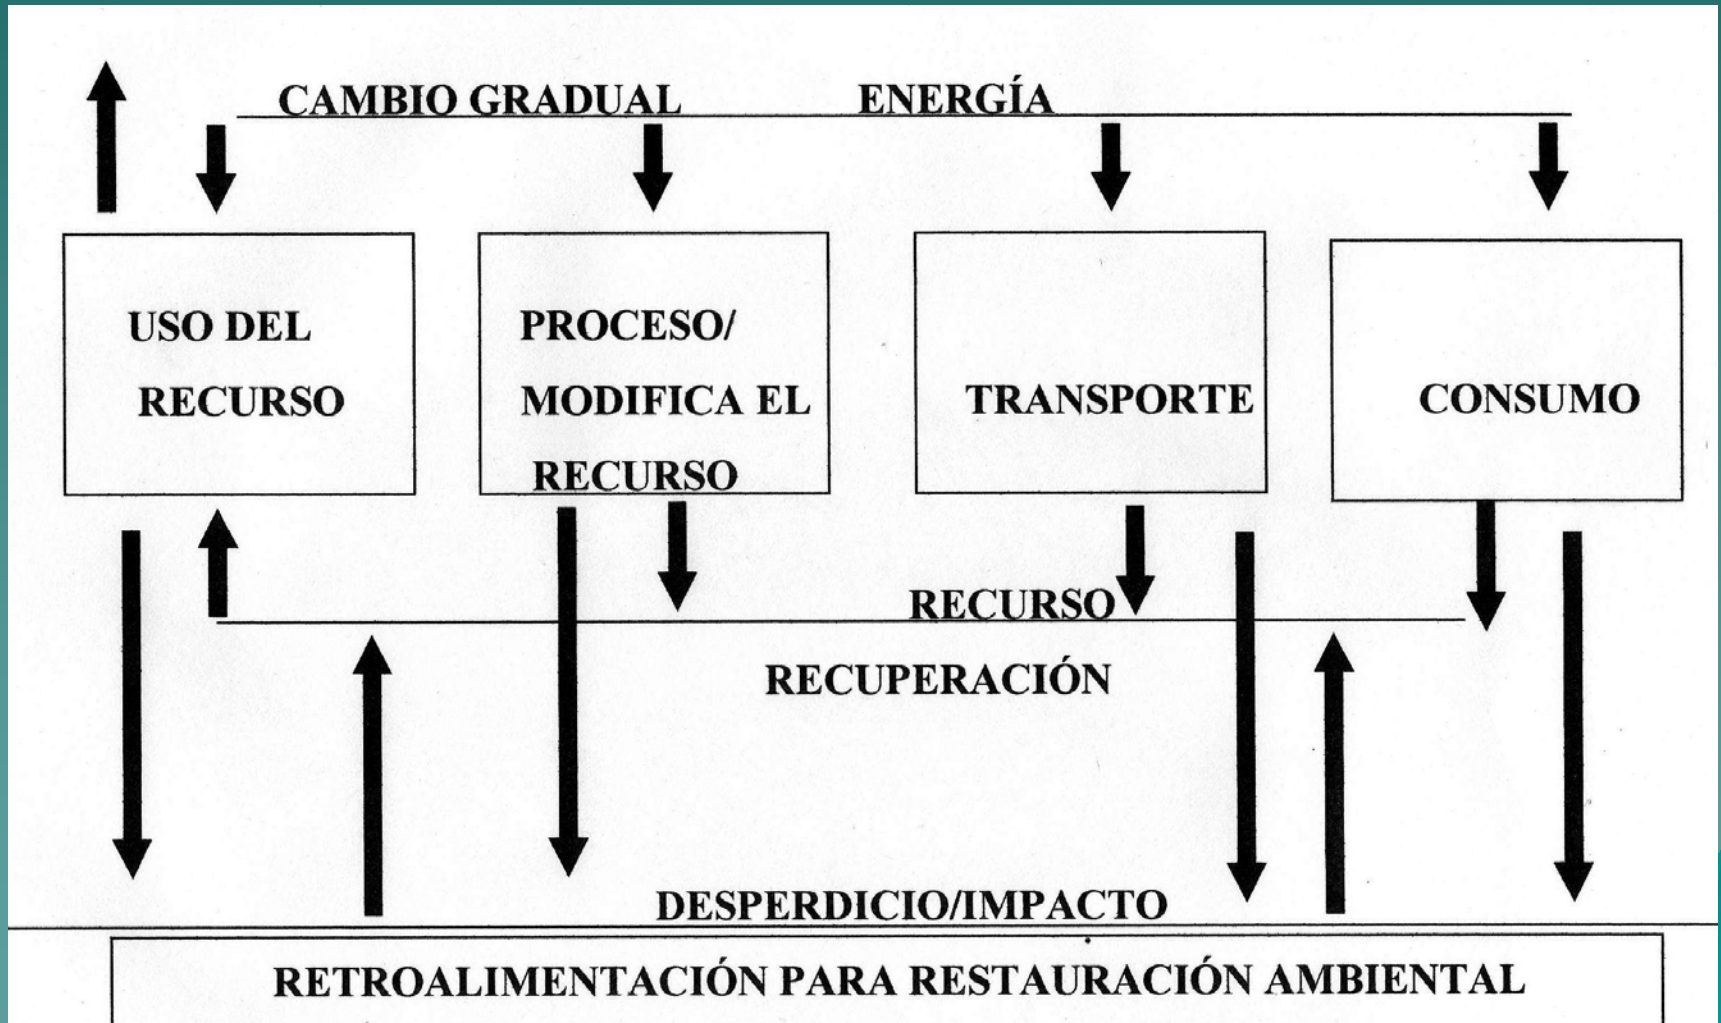 CAMBIO GRADUAL ENERGÍA
USO DEL
RECURSO
PROCESO/
MODIFICA EL
RECURSO
TRANSPORTE
CONSUMO
RECURSO
RECUPERACIÓN
DESPERDICIO/IMPACTO
RETROALIMENTACIÓN PARA RESTAURACIÓN AMBIENTAL